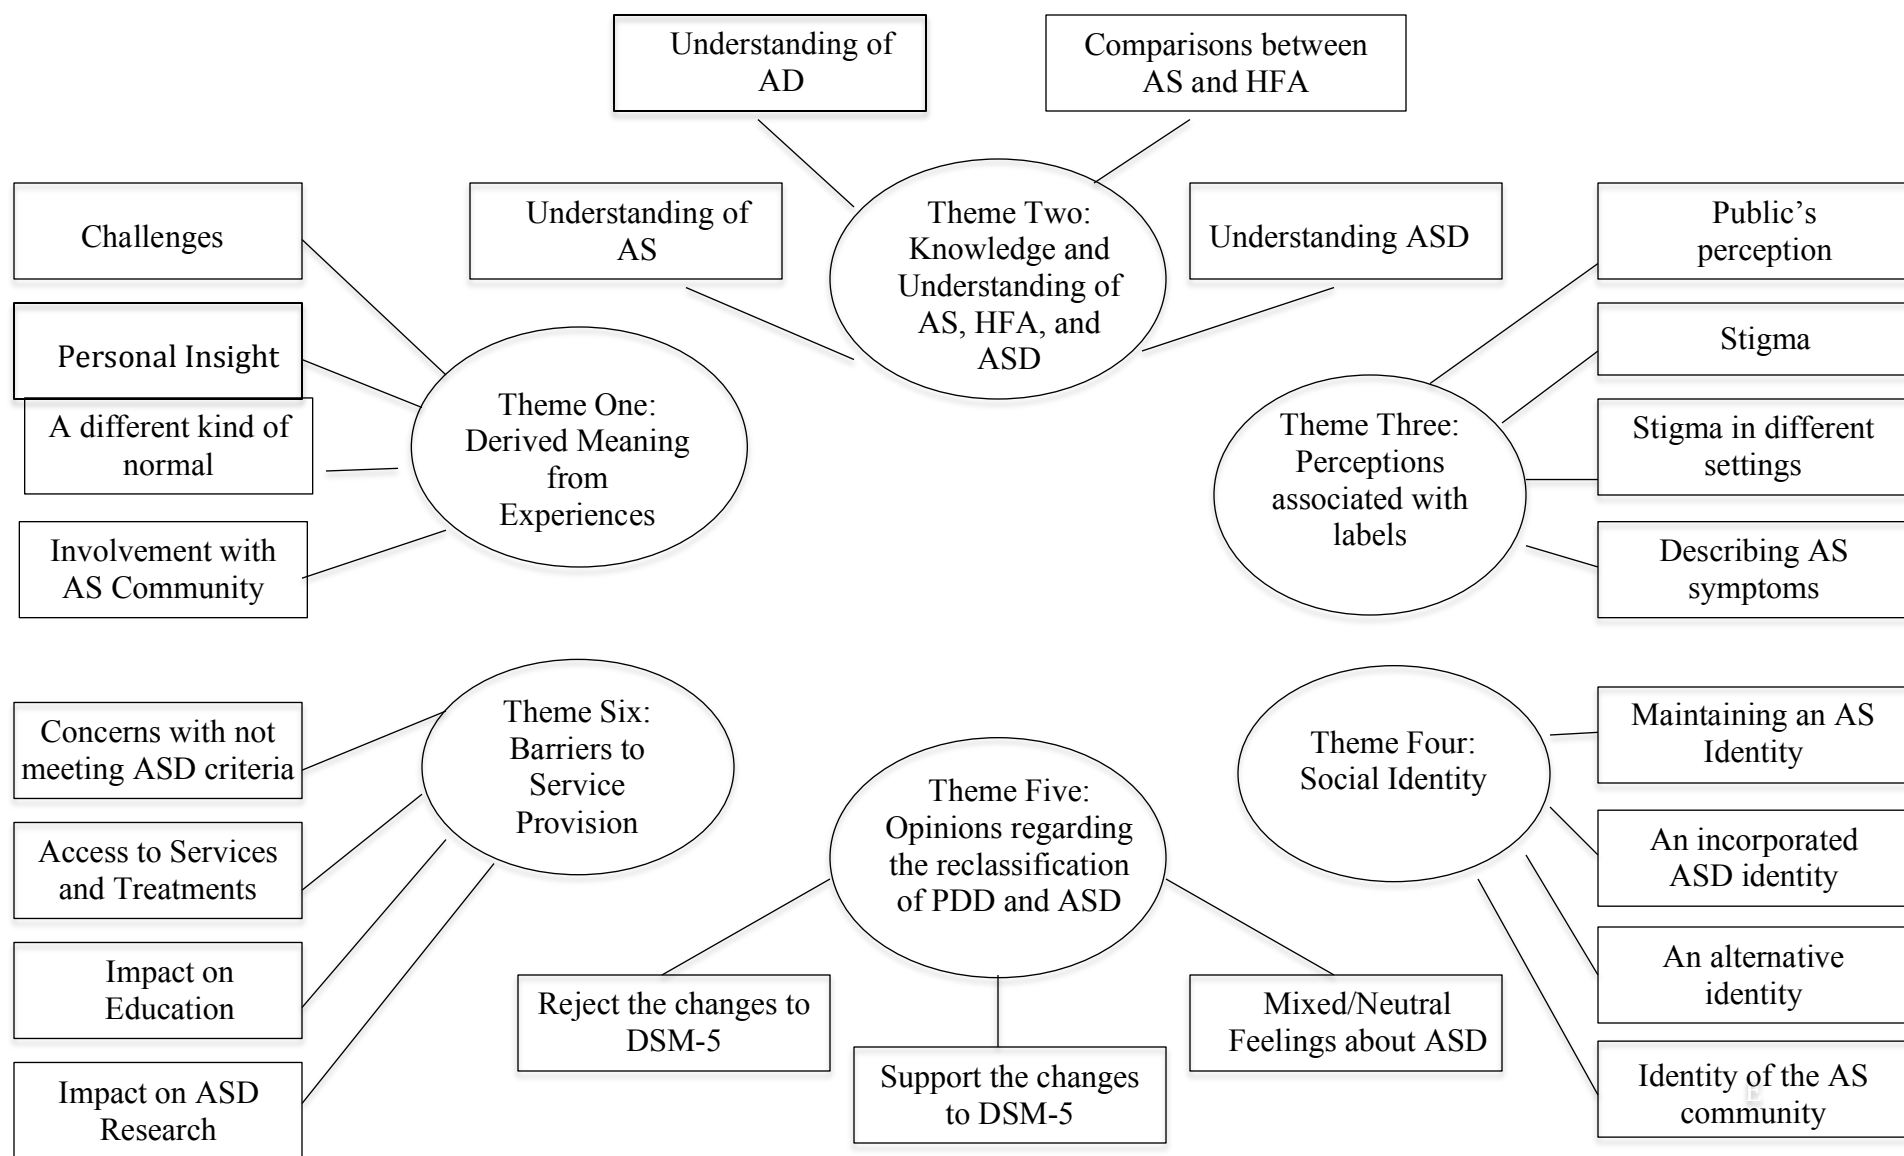 Understanding of
AD
Comparisons between
AS and HFA
Challenges
Understanding of
AS
Theme Two:
Knowledge and
Understanding of
AS, HFA, and
ASD
Understanding ASD
Public’s
perception
Personal Insight
Stigma
A different kind of
normal
Theme One:
Derived Meaning
from
Experiences
Theme Three:
Perceptions
associated with
labels
Stigma in different
settings
Involvement with
AS Community
Describing AS
symptoms
Concerns with not
meeting ASD criteria
Theme Six:
Barriers to
Service
Provision
Theme Five:
Opinions regarding
the reclassification
of PDD and ASD
Theme Four:
Social Identity
Maintaining an AS
Identity
Access to Services
and Treatments
An incorporated
ASD identity
Impact on
Education
Reject the changes to
DSM-5
Mixed/Neutral
Feelings about ASD
An alternative
identity
Impact on ASD
Research
Support the changes
to DSM-5
Identity of the AS
community
E